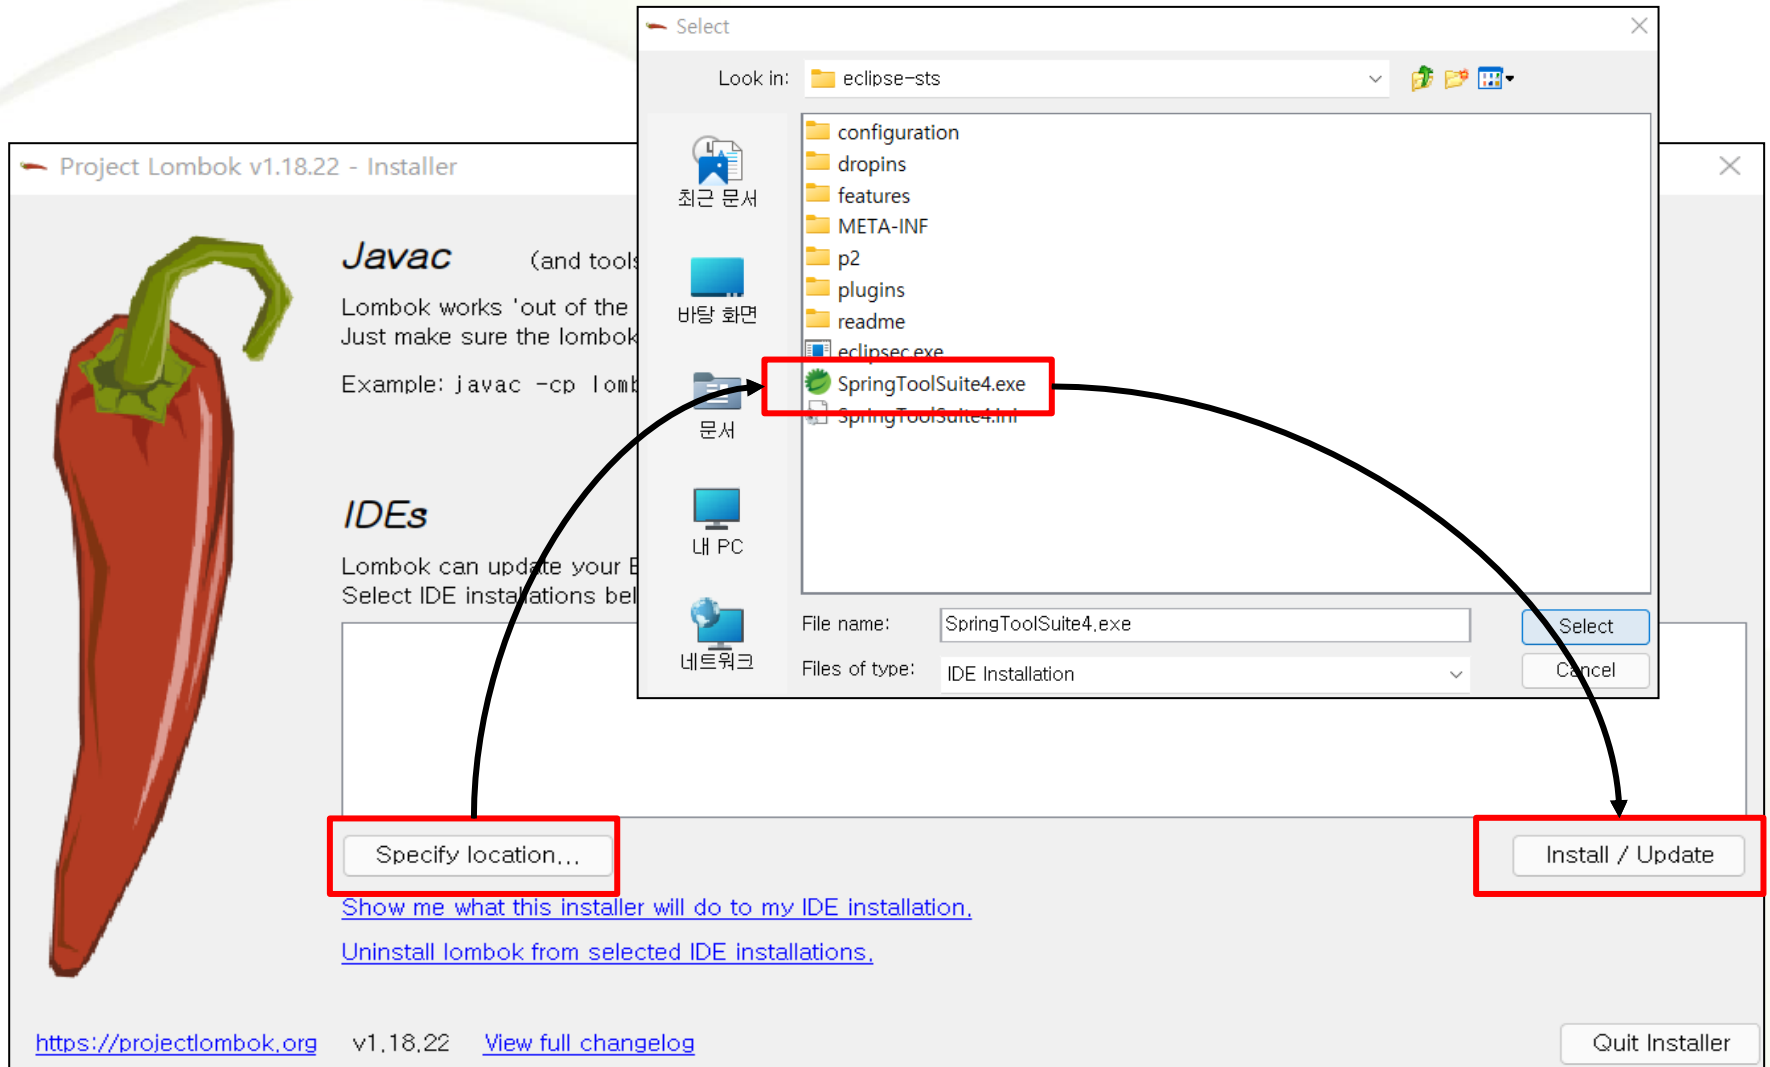 Select
Look in:
eclipse-sts
configuration
dropins
features
META-INF
p2
plugins
readme
eclipsec.exe
SpringToolSuite4.exe
SpringToolSuite4.ini
최근 문서
바탕 화면
문서
내 PC
네트워크
File name:
SpringToolSuite4.exe
Select
Files of type:
IDE Installation
Cancel
Project Lombok v1.18.22 - Installer
Javac
(and tools
Lombok works 'out of the
Just make sure the lombok
Example: javac -cp lomb
IDEs
Lombok can update your E
Select IDE installations bel
Specify location...
Install / Update
Show me what this installer will do to my IDE installation.
Uninstall lombok from selected IDE installations.
https://projectlombok.org
v1.18.22
View full changelog
Quit Installer